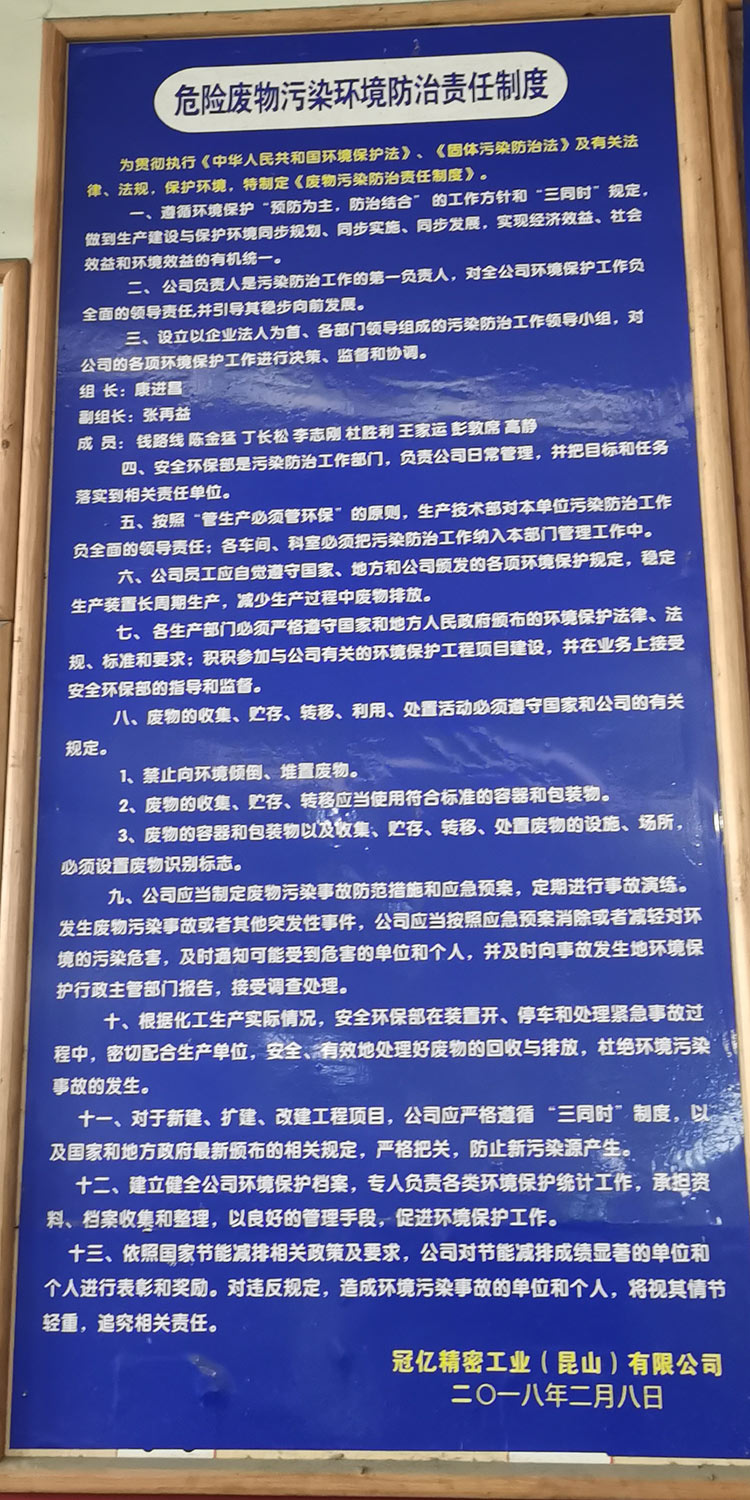 危险废物污染环境防治责任制度
为贯彻执行《中华人民共和国环境保护法》、《固体污染防治法》及有关法
律、法规，保护环境，特制定《废物污染防治责任制度》。
一、遵循环境保护“预防为主，防治结合”的工作方针和“三同时”规定，
做到生产建设与保护环境同步规划、同步实施、同步发展，实现经济效益、社会
效益和环境效益的有机统一。
二、公司负责人是污染防治工作的第一负责人，对全公司环境保护工作负
全面的领导责任,并引导其稳步向前发展。
三、设立以企业法人为首、各部门领导组成的污染防治工作领导小组，对
公司的各项环境保护工作进行决策、监督和协调。
组 长：康进昌
副组长：张再益
成 员： 钱路线 陈金猛 丁长松 李志刚 杜胜利 王家运 彭敦席 高静
四、安全环保部是污染防治工作部门，负责公司日常管理，并把目标和任务
落实到相关责任单位。
五、按照“管生产必须管环保”的原则，生产技术部对本单位污染防治工作
负全面的领导责任；各车间、科室必须把污染防治工作纳入本部门管理工作中。
六、公司员工应自觉遵守国家、地方和公司颁发的各项环境保护规定，稳定
生产装置长周期生产，减少生产过程中废物排放。
七、各生产部门必须严格遵守国家和地方人民政府颁布的环境保护法律、法
规、标准和要求；积积参加与公司有关的环境保护工程项目建设，并在业务上接受
安全环保部的指导和监督。
八、废物的收集、贮存、转移、利用、处置活动必须遵守国家和公司的有关
规定。
1、禁止向环境倾倒、堆置废物。
2、废物的收集、贮存、转移应当使用符合标准的容器和包装物。
3、废物的容器和包装物以及收集、贮存、转移、处置废物的设施、场所，
必须设置废物识别标志。
九、公司应当制定废物污染事故防范措施和应急预案，定期进行事故演练。
发生废物污染事故或者其他突发性事件，公司应当按照应急预案消除或者减轻对环
境的污染危害，及时通知可能受到危害的单位和个人，并及时向事故发生地环境保
护行政主管部门报告，接受调查处理。
十、根据化工生产实际情况，安全环保部在装置开、停车和处理紧急事故过
程中，密切配合生产单位，安全、有效地处理好废物的回收与排放，杜绝环境污染
事故的发生。
十一、对于新建、扩建、改建工程项目，公司应严格遵循“三同时”制度，以
及国家和地方政府最新颁布的相关规定，严格把关，防止新污染源产生。
十二、建立健全公司环境保护档案，专人负责各类环境保护统计工作，承担资
料、档案收集和整理，以良好的管理手段，促进环境保护工作。
十三、依照国家节能减排相关政策及要求，公司对节能减排成绩显著的单位和
个人进行表彰和奖励。对违反规定，造成环境污染事故的单位和个人，将视其情节
轻重，追究相关责任。
冠亿精密工业（昆山）有限公司
二〇一八年二月八日